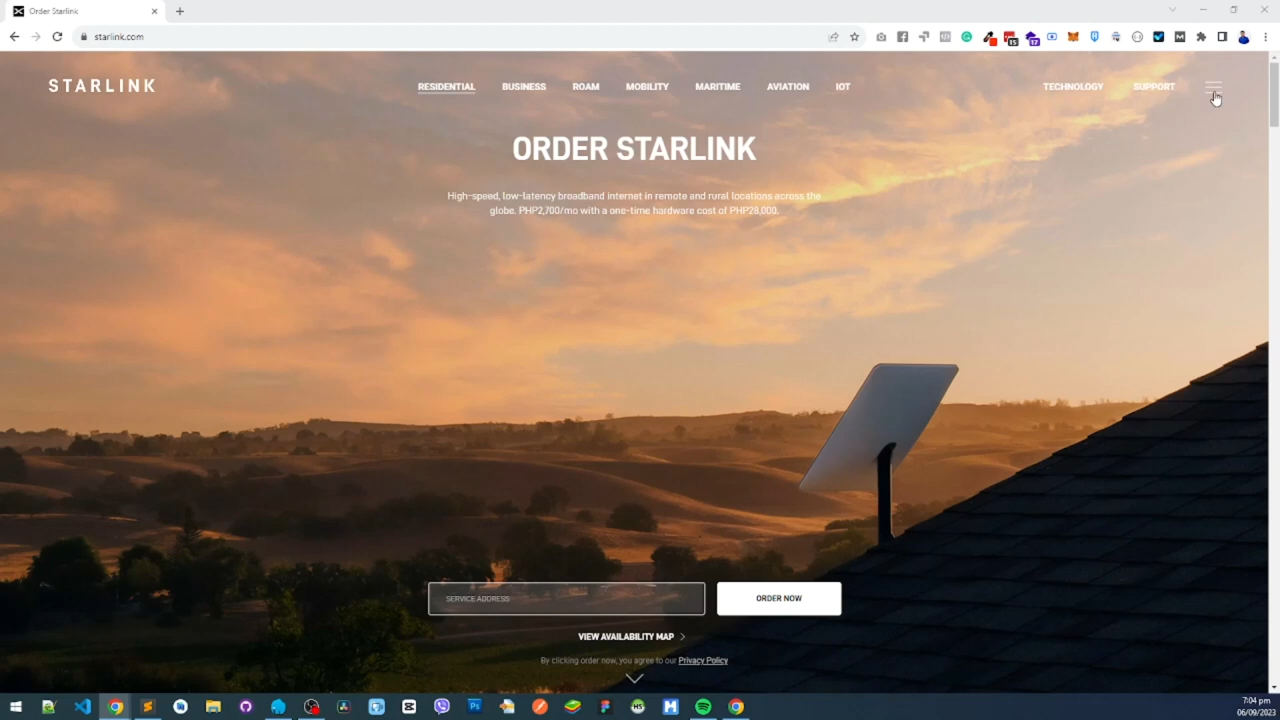 Order Starlink
starlink.com
15
17
STARLINK
RESIDENTIAL
BUSINESS
ROAM
MOBILITY
MARITIME
AVIATION
IOT
TECHNOLOGY
SUPPORT
ORDER STARLINK
High-speed, low-latency broadband internet in remote and rural locations across the
globe. PHP2,700/mo with a one-time hardware cost of PHP28,000.
SERVICE ADDRESS
ORDER NOW
VIEW AVAILABILITY MAP
By clicking order now, you agree to our Privacy Policy
7:04 pm
06/09/2023